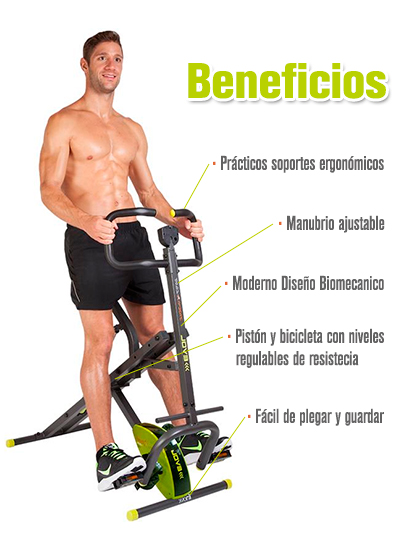 Beneficios
Prácticos soportes ergonómicos
Manubrio ajustable
Moderno Diseño Biomecanico
Pistón y bicicleta con niveles
regulables de resistecia
Fácil de plegar y guardar